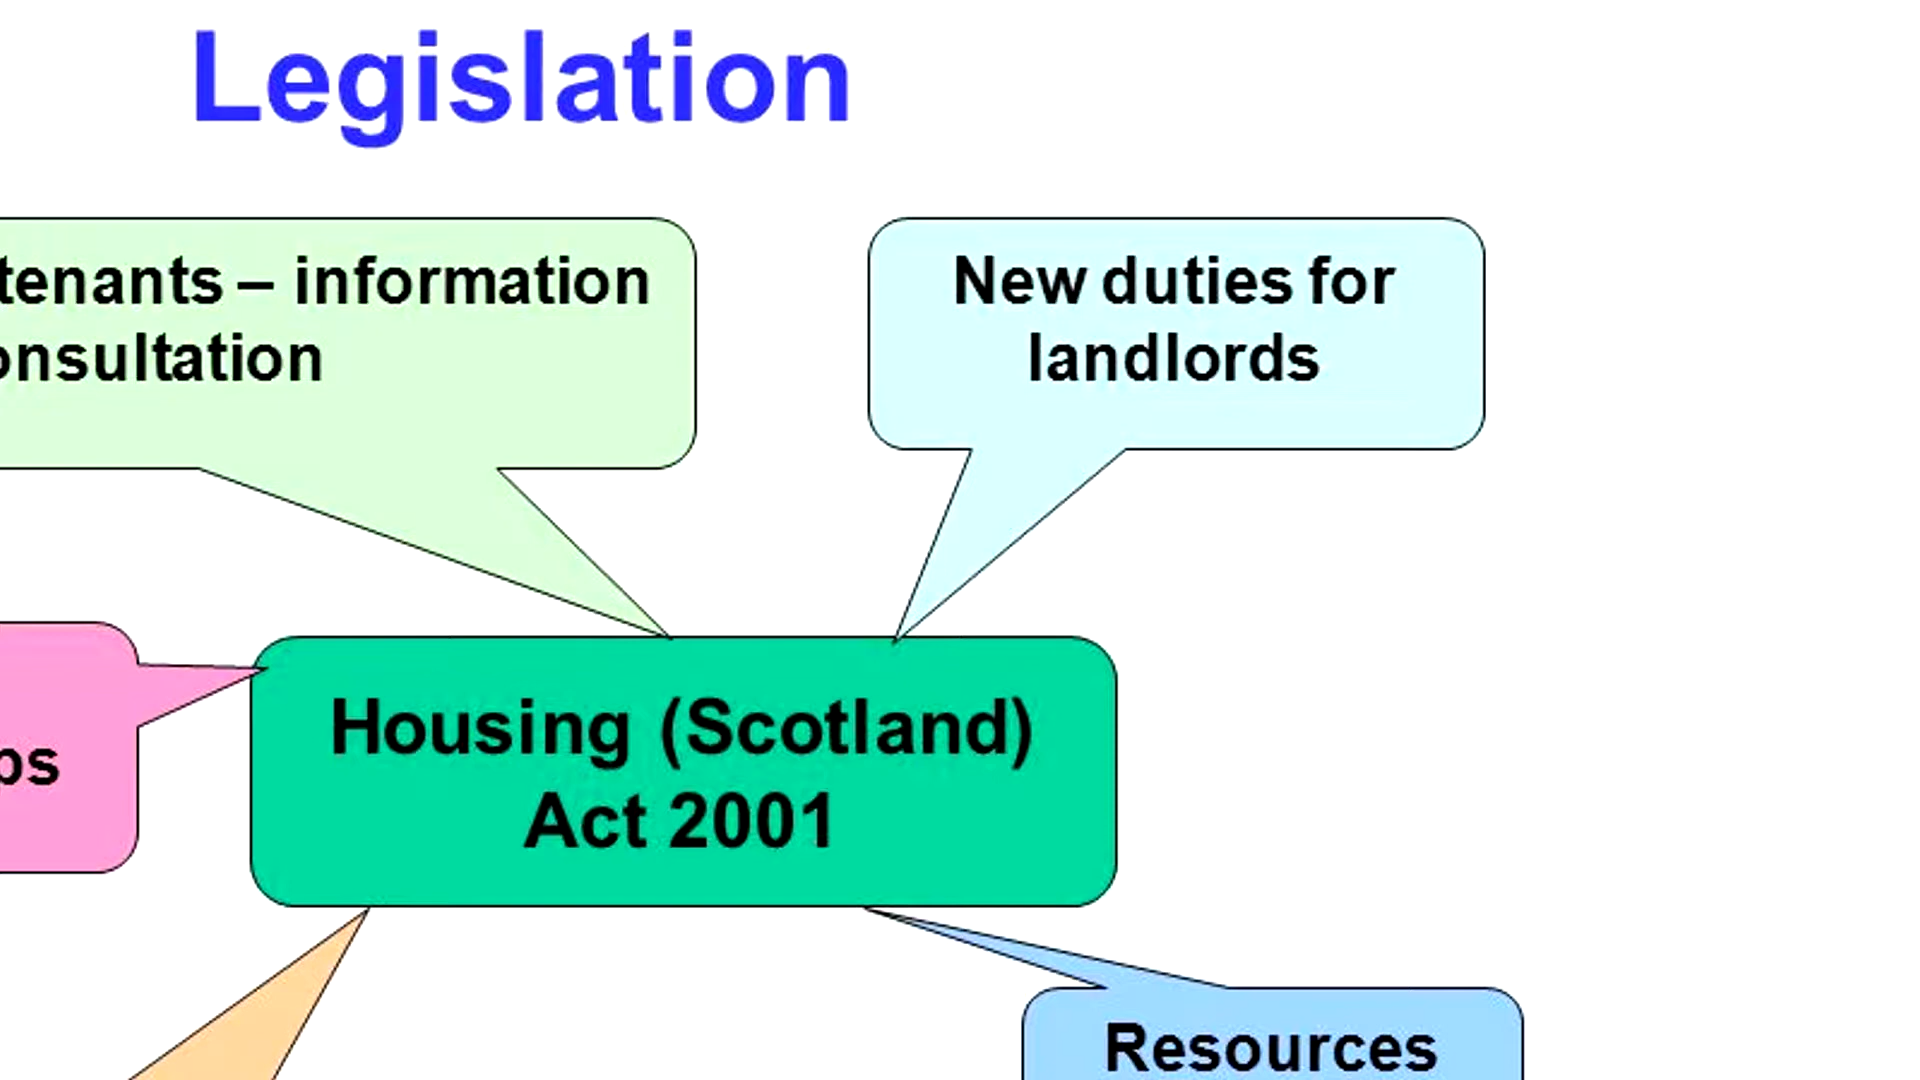 Legislation
tenants – information
onsultation
New duties for
landlords
Housing (Scotland)
Act 2001
ps
Resources